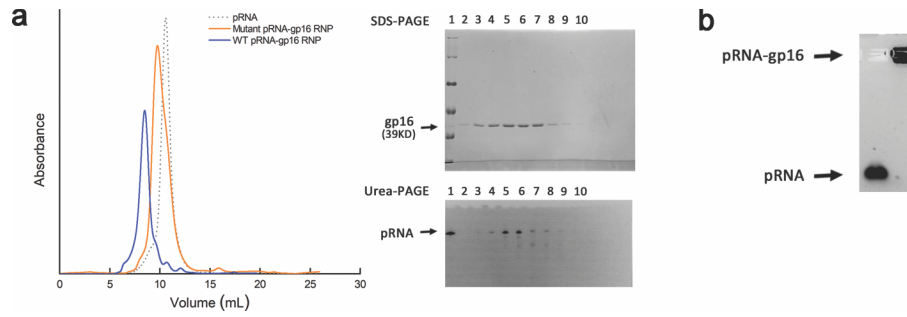 a
pRNA
Mutant pRNA-gp16 RNP
WT pRNA-gp16 RNP
Absorbance
0 5 10 15 20 25 30
Volume (mL)
SDS-PAGE 1 2 3 4 5 6 7 8 9 10
gp16
(39KD)
Urea-PAGE 1 2 3 4 5 6 7 8 9 10
pRNA
b
pRNA-gp16
pRNA